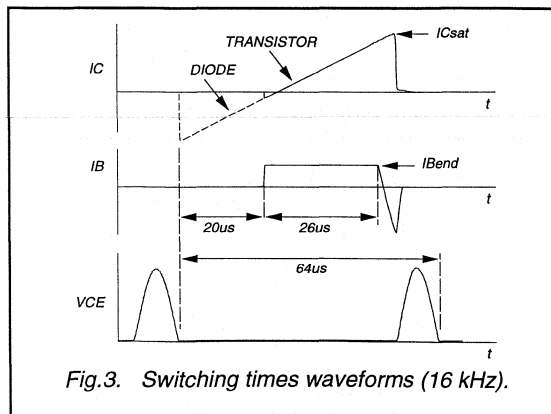 ICsat
TRANSISTOR
IC
DIODE
t
IB
IBend
t
20us
26us
64us
VCE
t
Fig.3. Switching times waveforms (16 kHz).